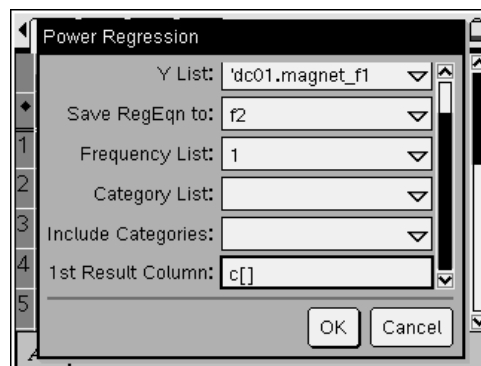 Power Regression
Y List: 'dc01.magnet_f1
Save RegEqn to: f2
Frequency List: 1
Category List:
Include Categories:
1st Result Column: c[]
OK Cancel
1
2
3
4
5